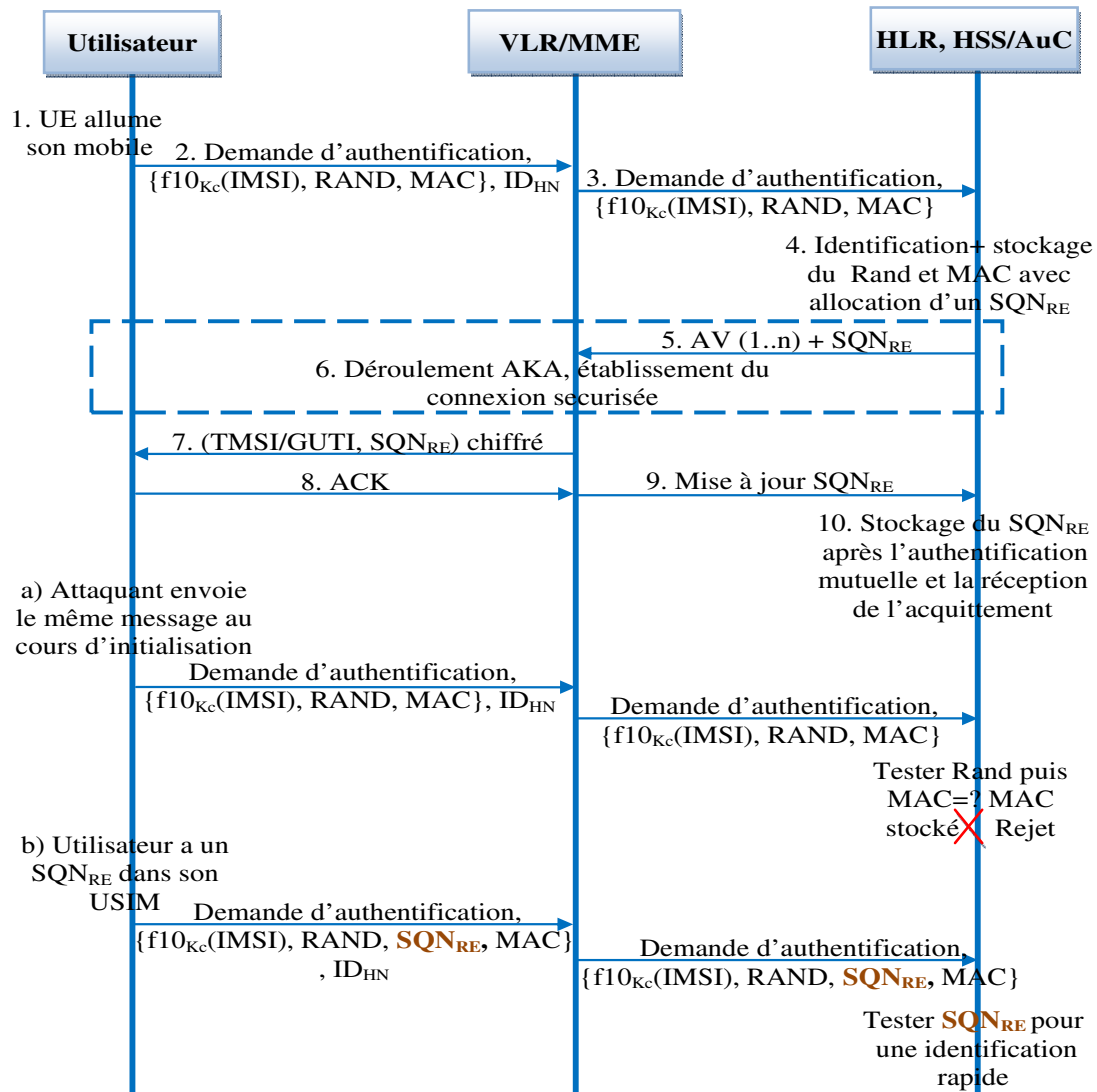 Utilisateur
VLR/MME
HLR, HSS/AuC
1. UE allume
son mobile
2. Demande d'authentification,
{f10Kc(IMSI), RAND, MAC}, IDHN
3. Demande d'authentification,
{f10Kc(IMSI), RAND, MAC}
4. Identification+ stockage
du Rand et MAC avec
allocation d'un SQNRE
5. AV (1..n) + SQNRE
6. Déroulement AKA, établissement du
connexion securisée
7. (TMSI/GUTI, SQNRE) chiffré
8. ACK
9. Mise à jour SQNRE
10. Stockage du SQNRE
après l'authentification
mutuelle et la réception
de l'acquittement
a) Attaquant envoie
le même message au
cours d'initialisation
Demande d'authentification,
{f10Kc(IMSI), RAND, MAC}, IDHN
Demande d'authentification,
{f10Kc(IMSI), RAND, MAC}
Tester Rand puis
MAC=? MAC
stocké Rejet
b) Utilisateur a un
SQNRE dans son
USIM
Demande d'authentification,
{f10Kc(IMSI), RAND, SQNRE, MAC}
, IDHN
Demande d'authentification,
{f10Kc(IMSI), RAND, SQNRE, MAC}
Tester SQNRE pour
une identification
rapide